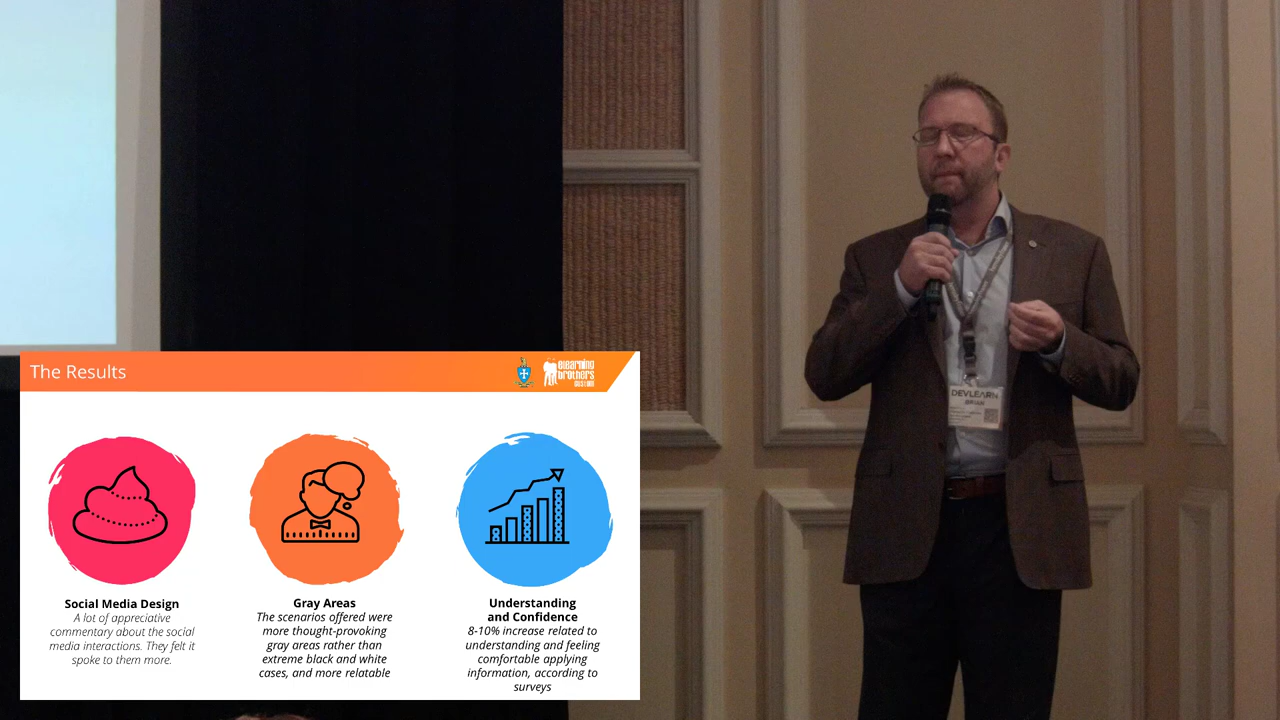 The Results
eLearning
brothers
Social Media Design
A lot of appreciative
commentary about the social
media interactions. They felt it
spoke to them more.
Gray Areas
The scenarios offered were
more thought-provoking
gray areas rather than
extreme black and white
cases, and more relatable
Understanding
and Confidence
8-10% increase related to
understanding and feeling
comfortable applying
information, according to
surveys
DEVLEARN
BRIAN